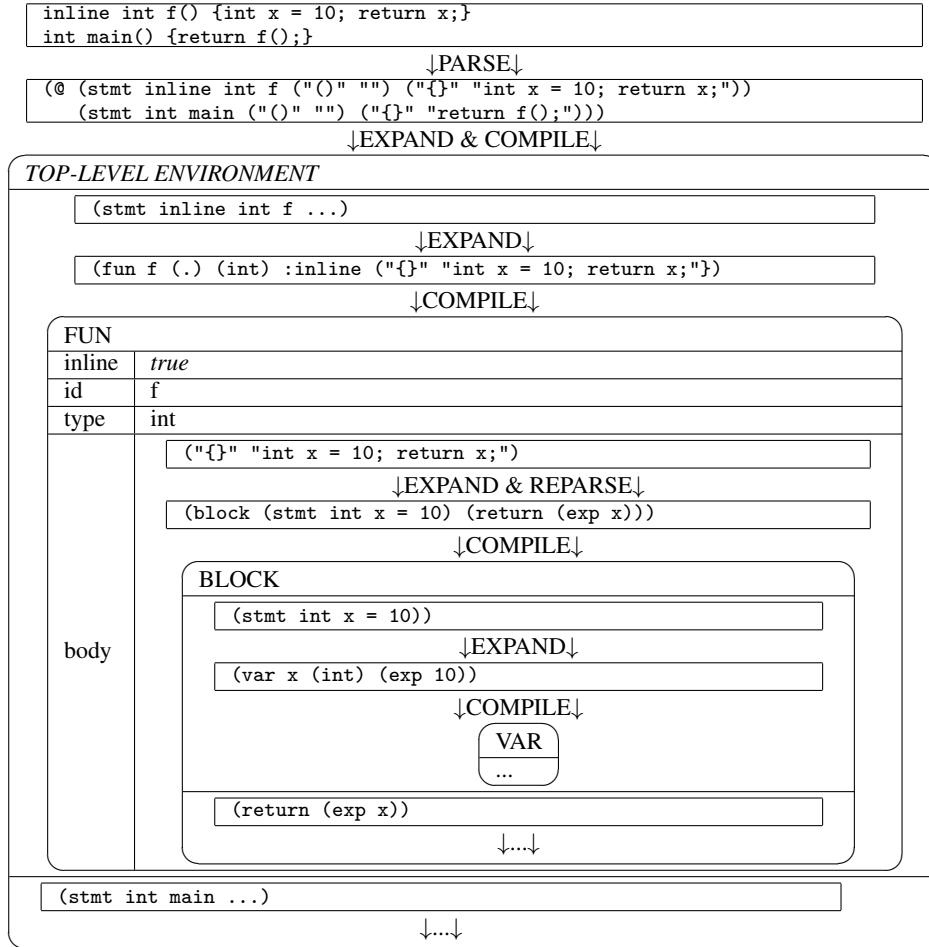 inline int f() {int x = 10; return x;}
int main() {return f();}
↓PARSE↓
(@ (stmt inline int f ("()" "") ("{}" "int x = 10; return x;"))
(stmt int main ("()" "") ("{}" "return f();")))
↓EXPAND & COMPILE↓
TOP-LEVEL ENVIRONMENT
(stmt inline int f ...)
↓EXPAND↓
(fun f (.) (int) :inline ("{}" "int x = 10; return x;"})
↓COMPILE↓
FUN
inline true
id f
type int
body
("{}" "int x = 10; return x;")
↓EXPAND & REPARSE↓
(block (stmt int x = 10) (return (exp x)))
↓COMPILE↓
BLOCK
(stmt int x = 10))
↓EXPAND↓
(var x (int) (exp 10))
↓COMPILE↓
VAR
...
(return (exp x))
↓...↓
(stmt int main ...)
↓...↓